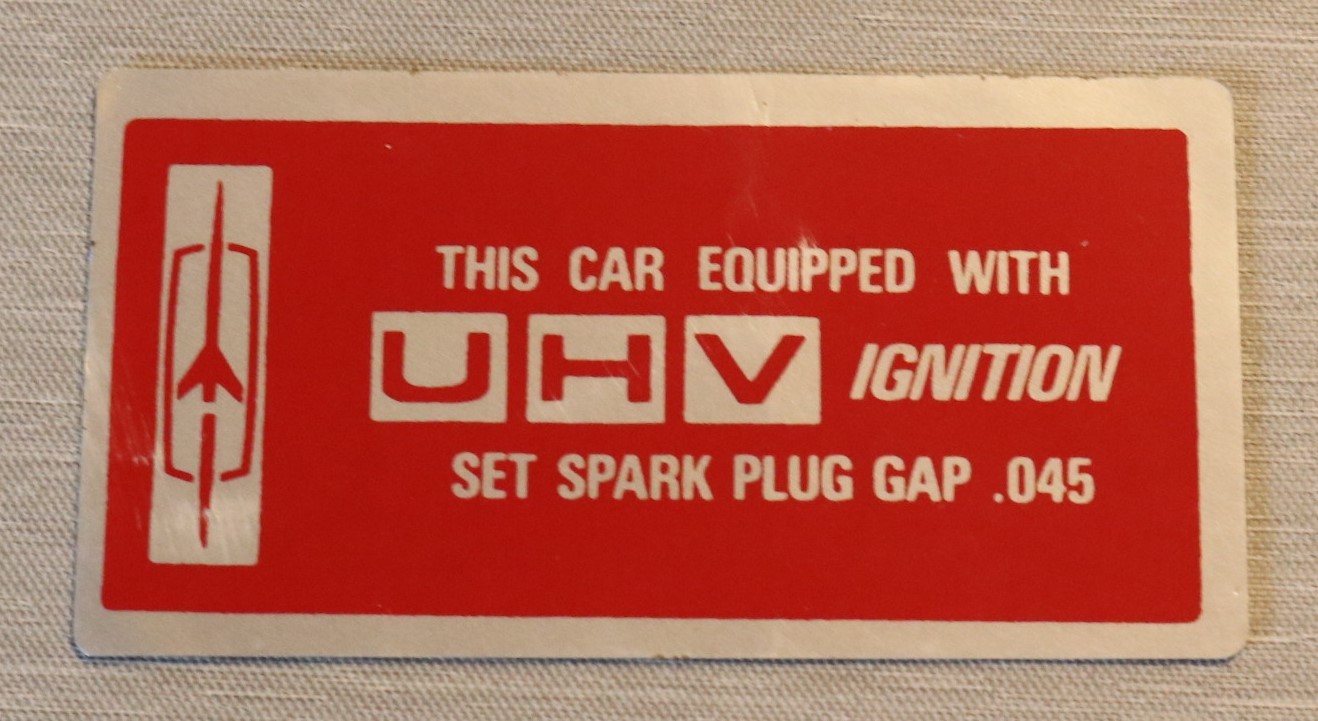 THIS CAR EQUIPPED WITH
UHV IGNITION
SET SPARK PLUG GAP .045